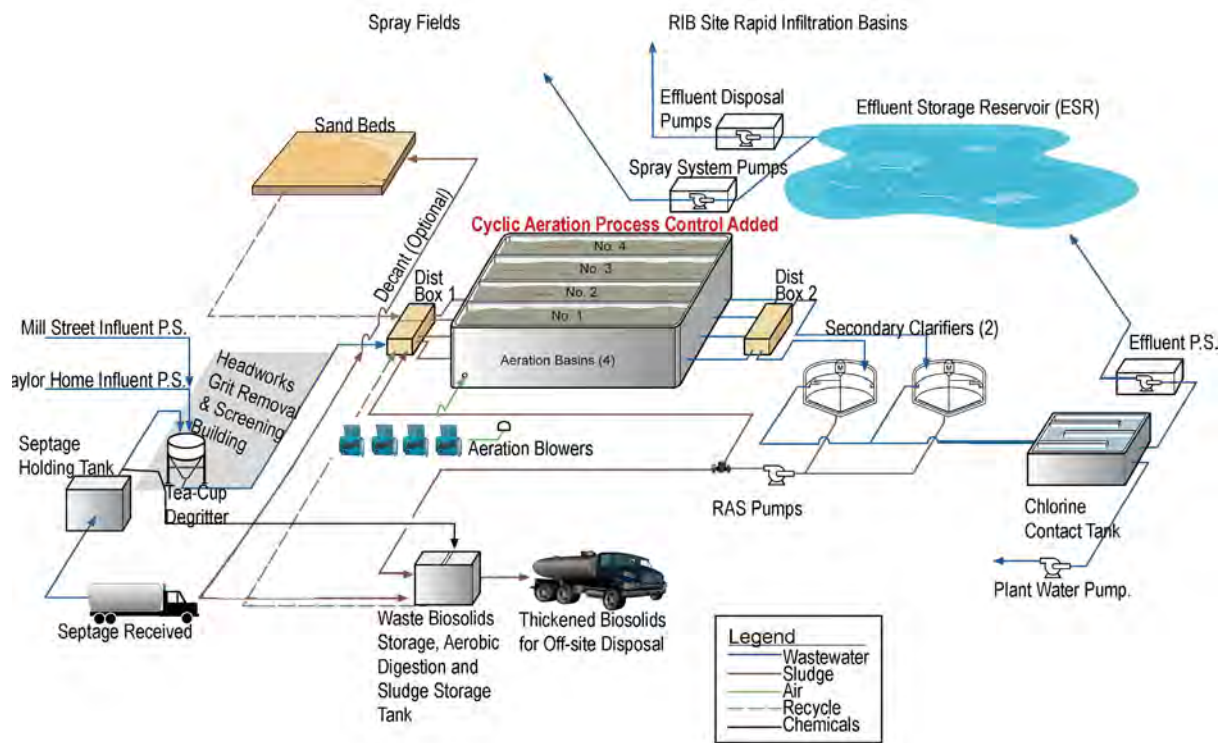 Spray Fields
RIB Site Rapid Infiltration Basins
Effluent Disposal
Pumps
Effluent Storage Reservoir (ESR)
Sand Beds
Spray System Pumps
Cyclic Aeration Process Control Added
Decant (Optional)
No. 4
No. 3
No. 2
No. 1
Dist
Box 1
Dist
Box 2
Aeration Basins (4)
Mill Street Influent P.S.
aylor Home Influent P.S.
Headworks
Grit Removal
& Screening
Building
Secondary Clarifiers (2)
Effluent P.S.
Septage
Holding Tank
Tea-Cup
Degritter
Aeration Blowers
RAS Pumps
Chlorine
Contact Tank
Plant Water Pump.
Septage Received
Waste Biosolids
Storage, Aerobic
Digestion and
Sludge Storage
Tank
Thickened Biosolids
for Off-site Disposal
Legend
Wastewater
Sludge
Air
Recycle
Chemicals